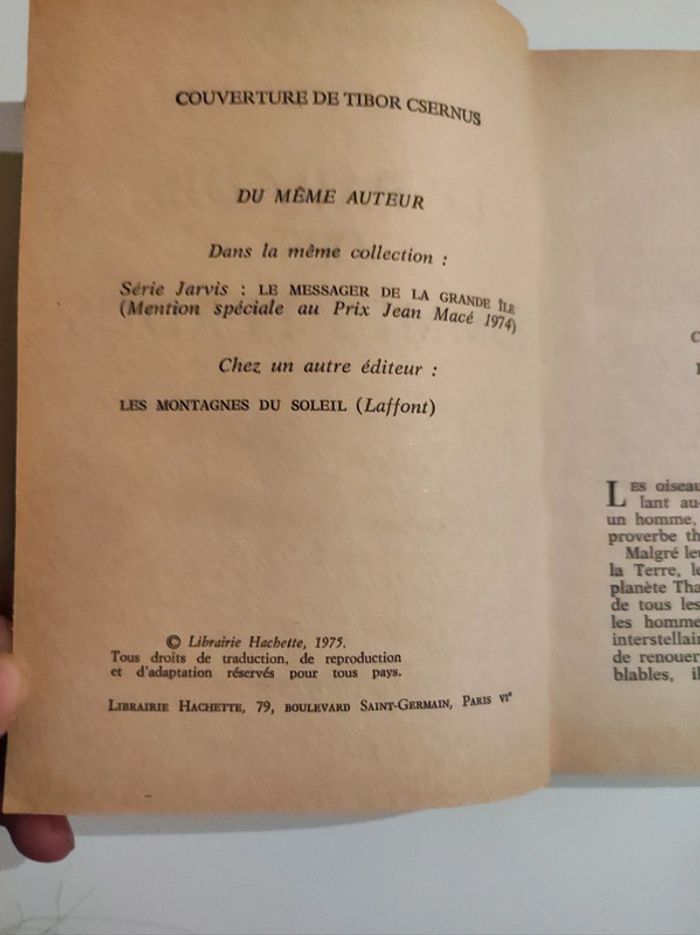 COUVERTURE DE TIBOR CSERNUS
DU MÊME AUTEUR
Dans la même collection :
Série Jarvis : LE MESSAGER DE LA GRANDE ÎLE
(Mention spéciale au Prix Jean Macé 1974)
Chez un autre éditeur :
LES MONTAGNES DU SOLEIL (Laffont)
© Librairie Hachette, 1975.
Tous droits de traduction, de reproduction
et d'adaptation réservés pour tous pays.
LIBRAIRIE HACHETTE, 79, BOULEVARD SAINT-GERMAIN, PARIS VIe
LES oiseau
lant au
un homme,
proverbe th
Malgré leu
la Terre, le
planète Tha
de tous les
les homme
interstellair
de renouer
blables, il